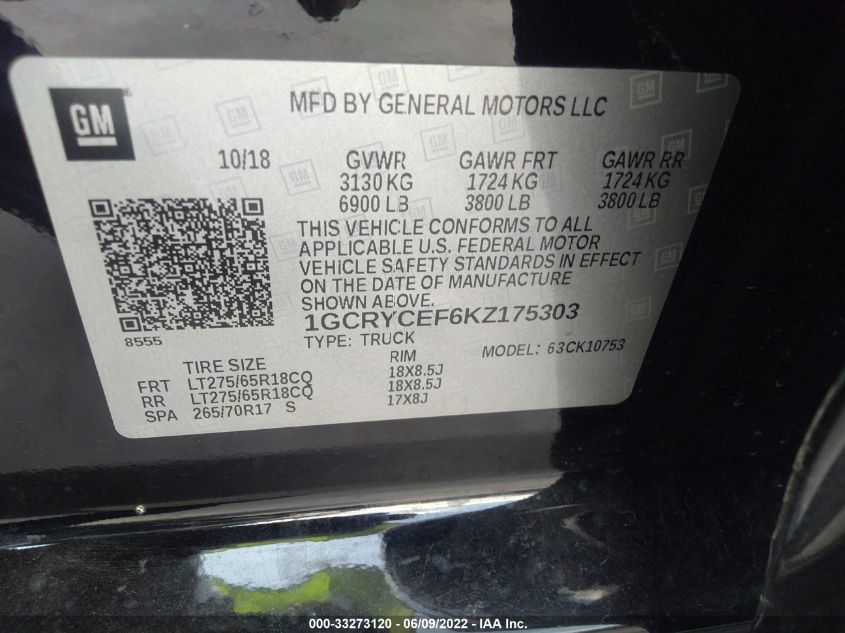 GM
MFD BY GENERAL MOTORS LLC
10/18 GVWR GAWR FRT GAWR RR
3130 KG 1724 KG 1724 KG
6900 LB 3800 LB 3800 LB
THIS VEHICLE CONFORMS TO ALL
APPLICABLE U.S. FEDERAL MOTOR
VEHICLE SAFETY STANDARDS IN EFFECT
ON THE DATE OF MANUFACTURE
SHOWN ABOVE.
8555
1GCRYCEF6KZ175303
TYPE: TRUCK MODEL: 63CK10753
TIRE SIZE RIM
FRT LT275/65R18CQ 18X8.5J
RR LT275/65R18CQ 18X8.5J
SPA 265/70R17 S 17X8J
000-33273120 - 06/09/2022 - IAA Inc.